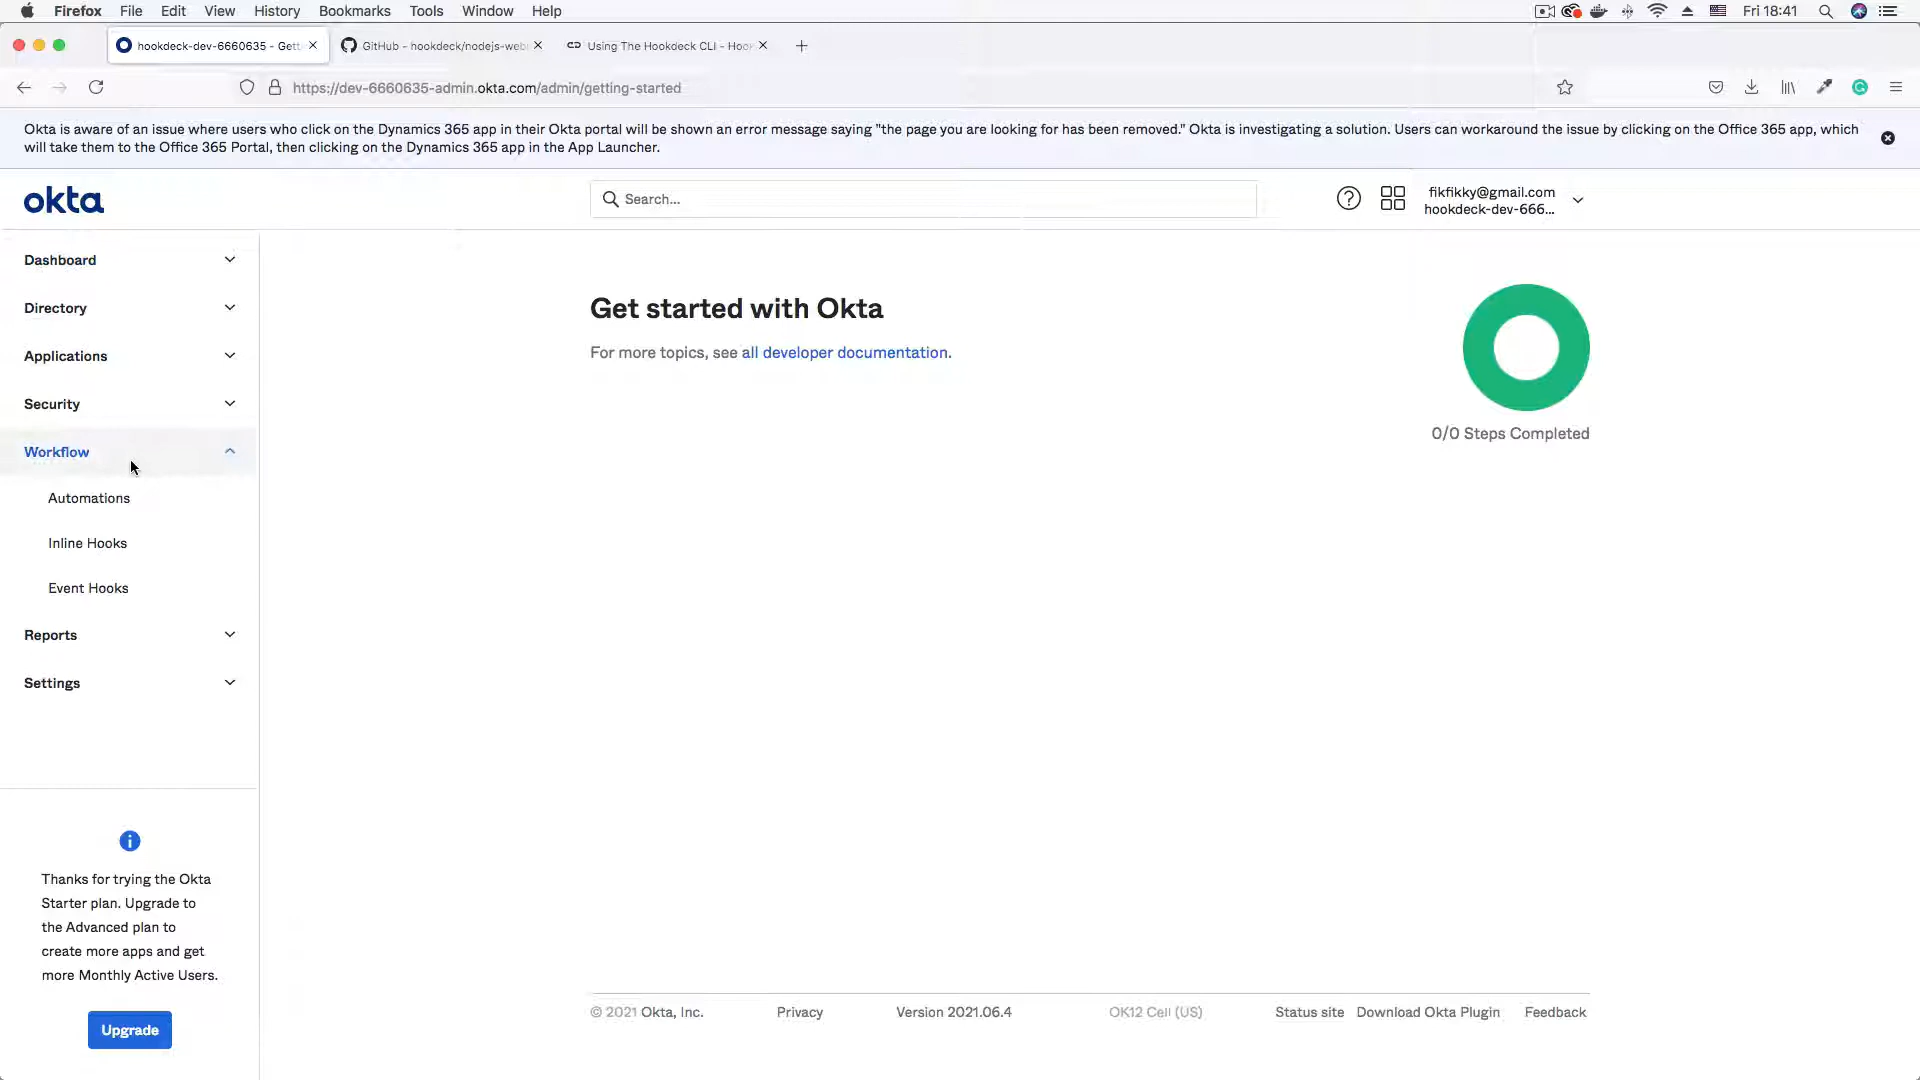 Firefox File Edit View History Bookmarks Tools Window Help Fri 18:41
hookdeck-dev-6660635 - Gett GitHub - hookdeck/nodejs-web Using The Hookdeck CLI - Hoo
https://dev-6660635-admin.okta.com/admin/getting-started
Okta is aware of an issue where users who click on the Dynamics 365 app in their Okta portal will be shown an error message saying "the page you are looking for has been removed." Okta is investigating a solution. Users can workaround the issue by clicking on the Office 365 app, which
will take them to the Office 365 Portal, then clicking on the Dynamics 365 app in the App Launcher.
okta
Search...
fikfikky@gmail.com
hookdeck-dev-666...
Dashboard
Directory
Applications
Security
Workflow
Automations
Inline Hooks
Event Hooks
Reports
Settings
Get started with Okta
For more topics, see all developer documentation.
0/0 Steps Completed
Thanks for trying the Okta
Starter plan. Upgrade to
the Advanced plan to
create more apps and get
more Monthly Active Users.
Upgrade
© 2021 Okta, Inc. Privacy Version 2021.06.4 OK12 Cell (US) Status site Download Okta Plugin Feedback